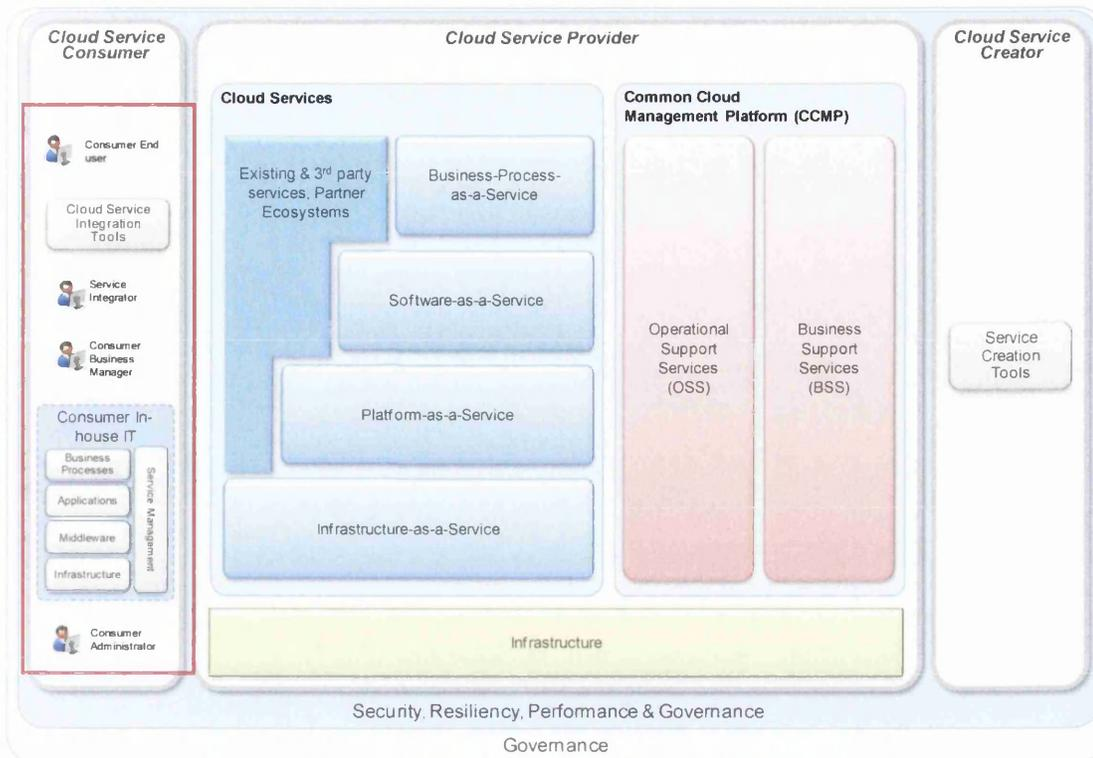 Cloud Service
Consumer
Consumer End
user
Cloud Service
Integration
Tools
Service
Integrator
Consumer
Business
Manager
Consumer In-
house IT
Business
Processes
Applications
Middleware
Infrastructure
Service Management
Consumer
Administrator
Cloud Service Provider
Cloud Services
Existing & 3rd party
services, Partner
Ecosystems
Business-Process-
as-a-Service
Software-as-a-Service
Platform-as-a-Service
Infrastructure-as-a-Service
Common Cloud
Management Platform (CCMP)
Operational
Support
Services
(OSS)
Business
Support
Services
(BSS)
Infrastructure
Cloud Service
Creator
Service
Creation
Tools
Security, Resiliency, Performance & Governance
Governance